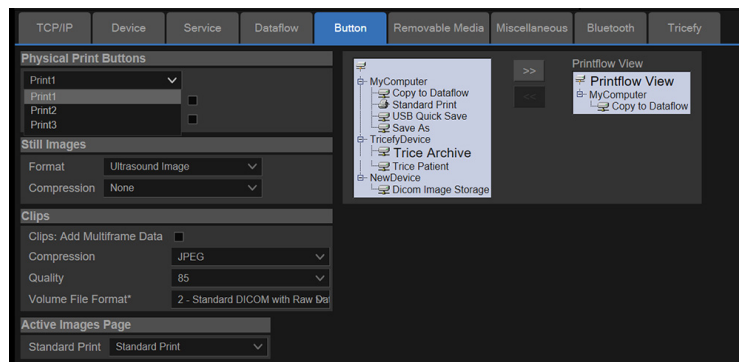 TCP/IP Device Service Dataflow Button Removable Media Miscellaneous Bluetooth Tricefy
Physical Print Buttons
Print1
Print1
Print2
Print3
Still Images
Format Ultrasound Image
Compression None
Clips
Clips: Add Multiframe Data
Compression JPEG
Quality 85
Volume File Format* 2 - Standard DICOM with Raw
Active Images Page
Standard Print Standard Print
MyComputer
Copy to Dataflow
Standard Print
USB Quick Save
Save As
TricefyDevice
Trice Archive
Trice Patient
NewDevice
Dicom Image Storage
>>
<<
Printflow View
Printflow View
MyComputer
Copy to Dataflow